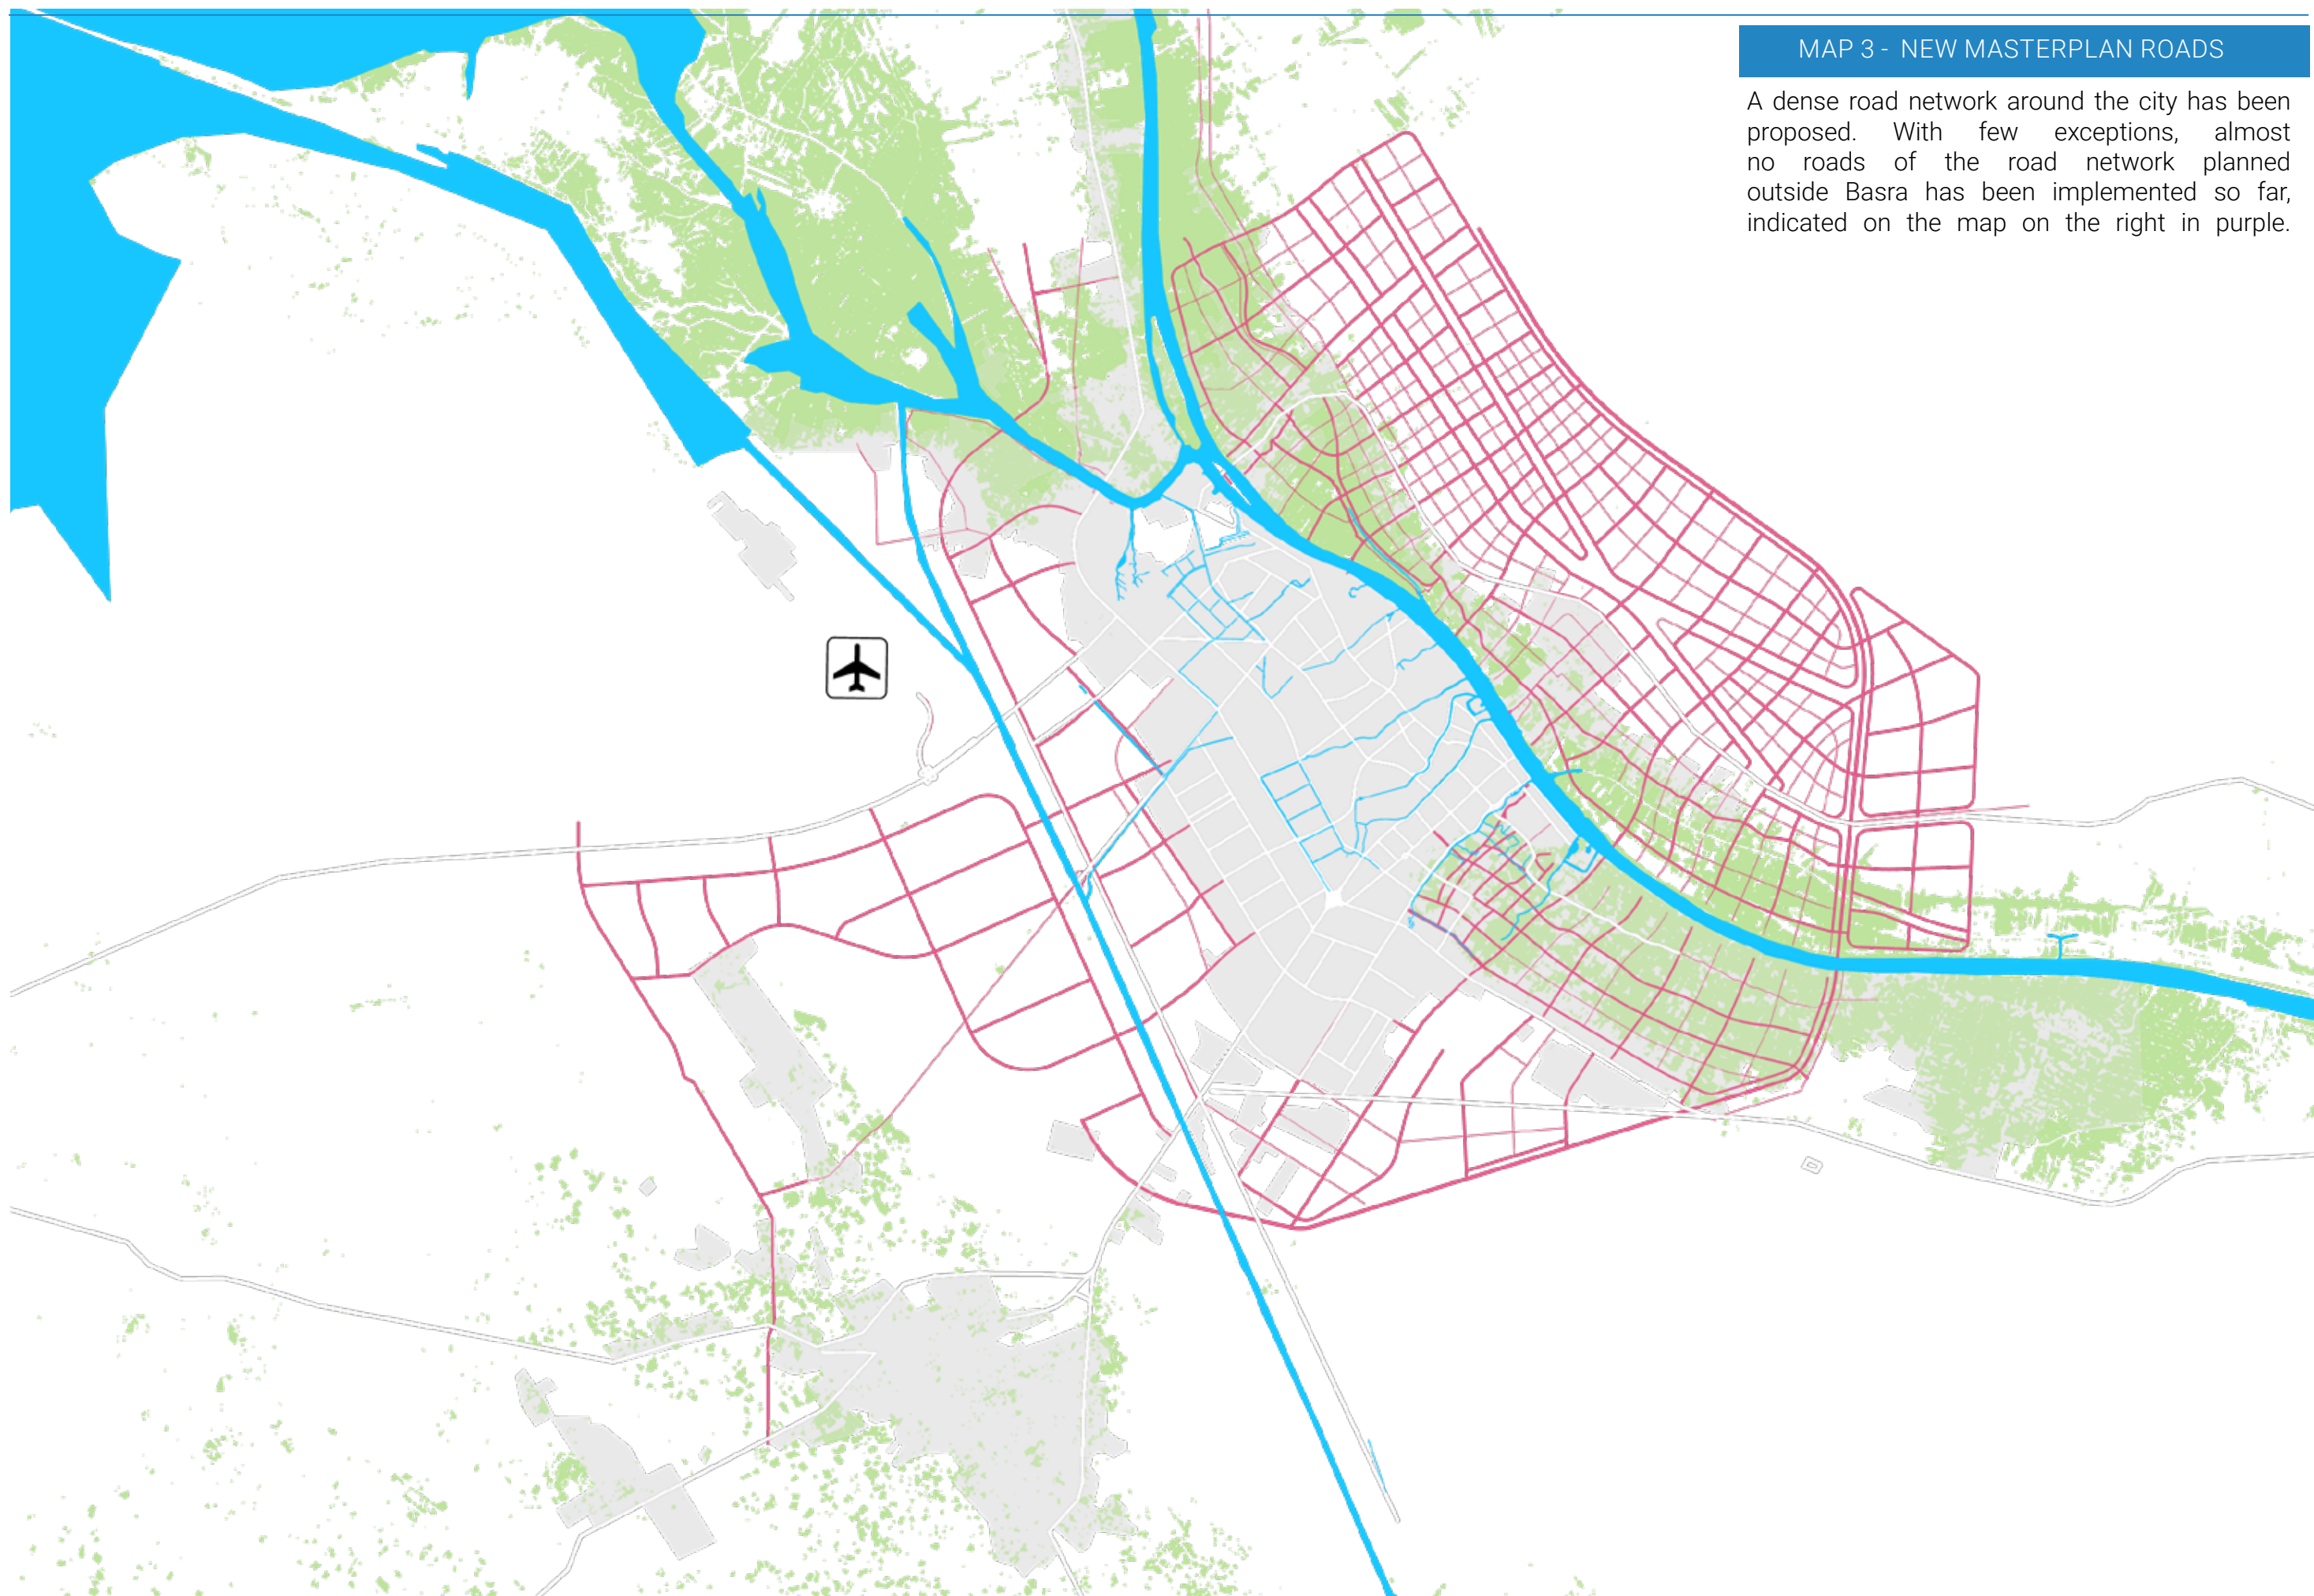 MAP 3 - NEW MASTERPLAN ROADS
A dense road network around the city has been
proposed. With few exceptions, almost
no roads of the road network planned
outside Basra has been implemented so far,
indicated on the map on the right in purple.